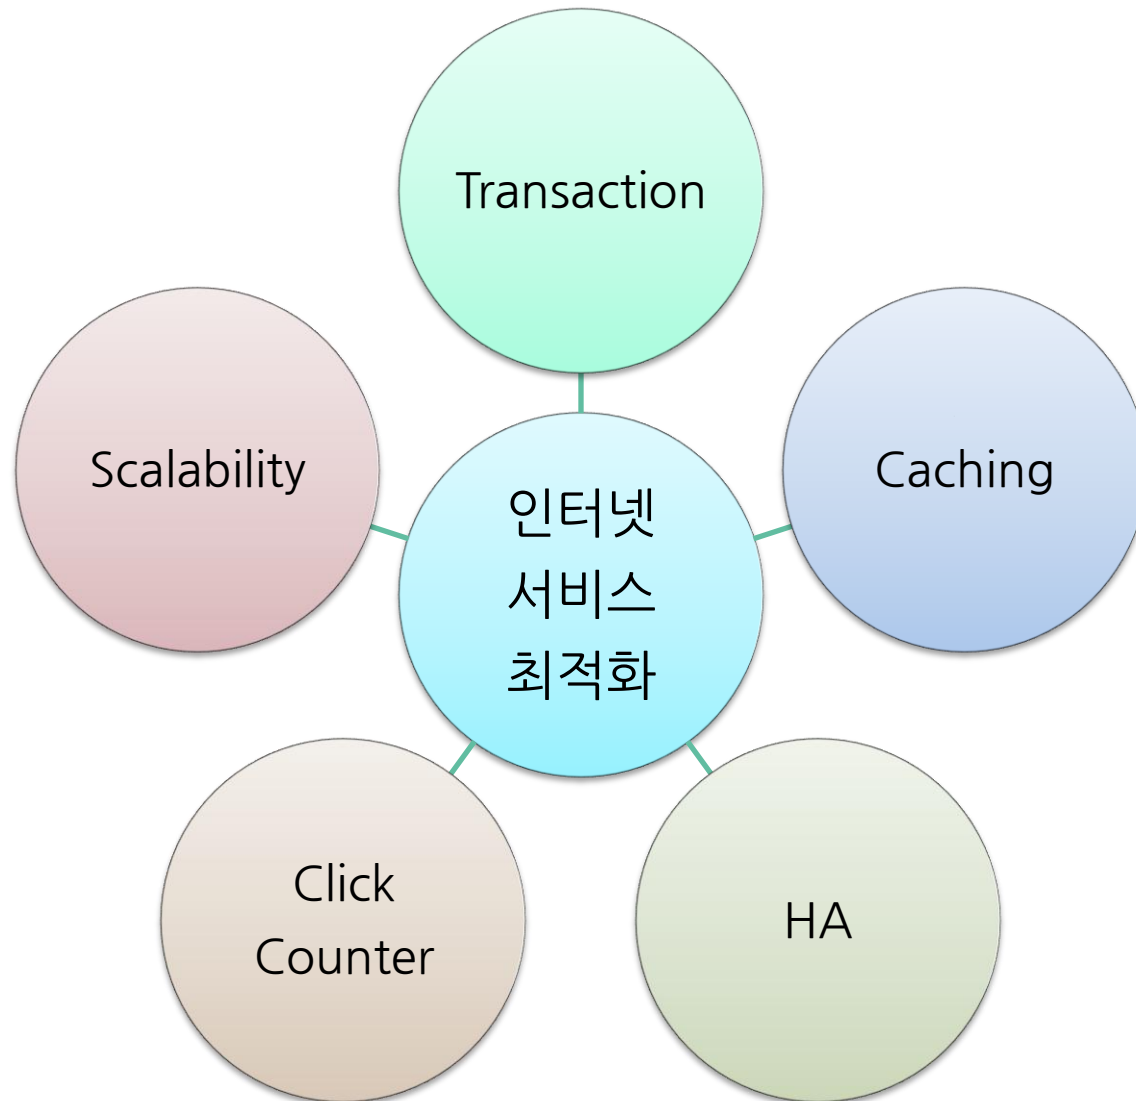 Transaction
Scalability
Caching
인터넷
서비스
최적화
Click
Counter
HA